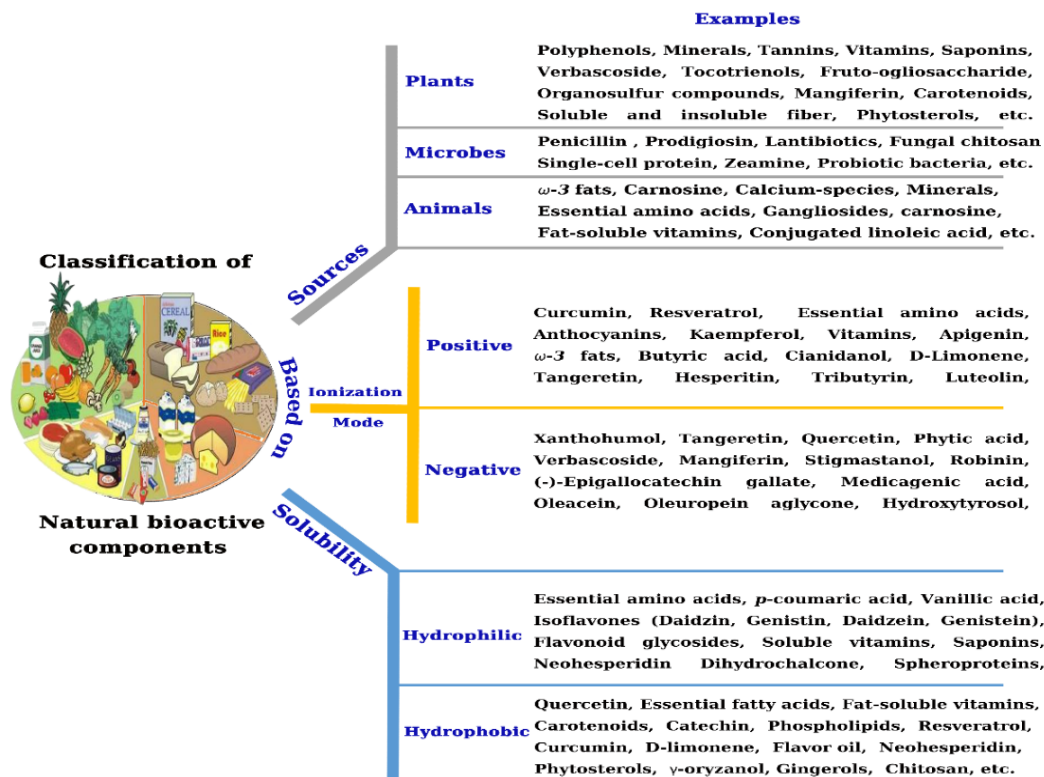 Examples
Plants
Polyphenols, Minerals, Tannins, Vitamins, Saponins,
Verbascoside, Tocotrienols, Fruto-ogliosaccharide,
Organosulfur compounds, Mangiferin, Carotenoids,
Soluble and insoluble fiber, Phytosterols, etc.
Microbes
Penicillin , Prodigiosin, Lantibiotics, Fungal chitosan
Single-cell protein, Zeamine, Probiotic bacteria, etc.
Animals
ω-3 fats, Carnosine, Calcium-species, Minerals,
Essential amino acids, Gangliosides, carnosine,
Fat-soluble vitamins, Conjugated linoleic acid, etc.
Classification of
Natural bioactive
components
CEREAL
Rice
Based on
Sources
Ionization
Mode
Positive
Curcumin, Resveratrol, Essential amino acids,
Anthocyanins, Kaempferol, Vitamins, Apigenin,
ω-3 fats, Butyric acid, Cianidanol, D-Limonene,
Tangeretin, Hesperitin, Tributyrin, Luteolin,
Negative
Xanthohumol, Tangeretin, Quercetin, Phytic acid,
Verbascoside, Mangiferin, Stigmastanol, Robinin,
(-)-Epigallocatechin gallate, Medicagenic acid,
Oleacein, Oleuropein aglycone, Hydroxytyrosol,
Solubility
Hydrophilic
Essential amino acids, p-coumaric acid, Vanillic acid,
Isoflavones (Daidzin, Genistin, Daidzein, Genistein),
Flavonoid glycosides, Soluble vitamins, Saponins,
Neohesperidin Dihydrochalcone, Spheroproteins,
Hydrophobic
Quercetin, Essential fatty acids, Fat-soluble vitamins,
Carotenoids, Catechin, Phospholipids, Resveratrol,
Curcumin, D-limonene, Flavor oil, Neohesperidin,
Phytosterols, γ-oryzanol, Gingerols, Chitosan, etc.